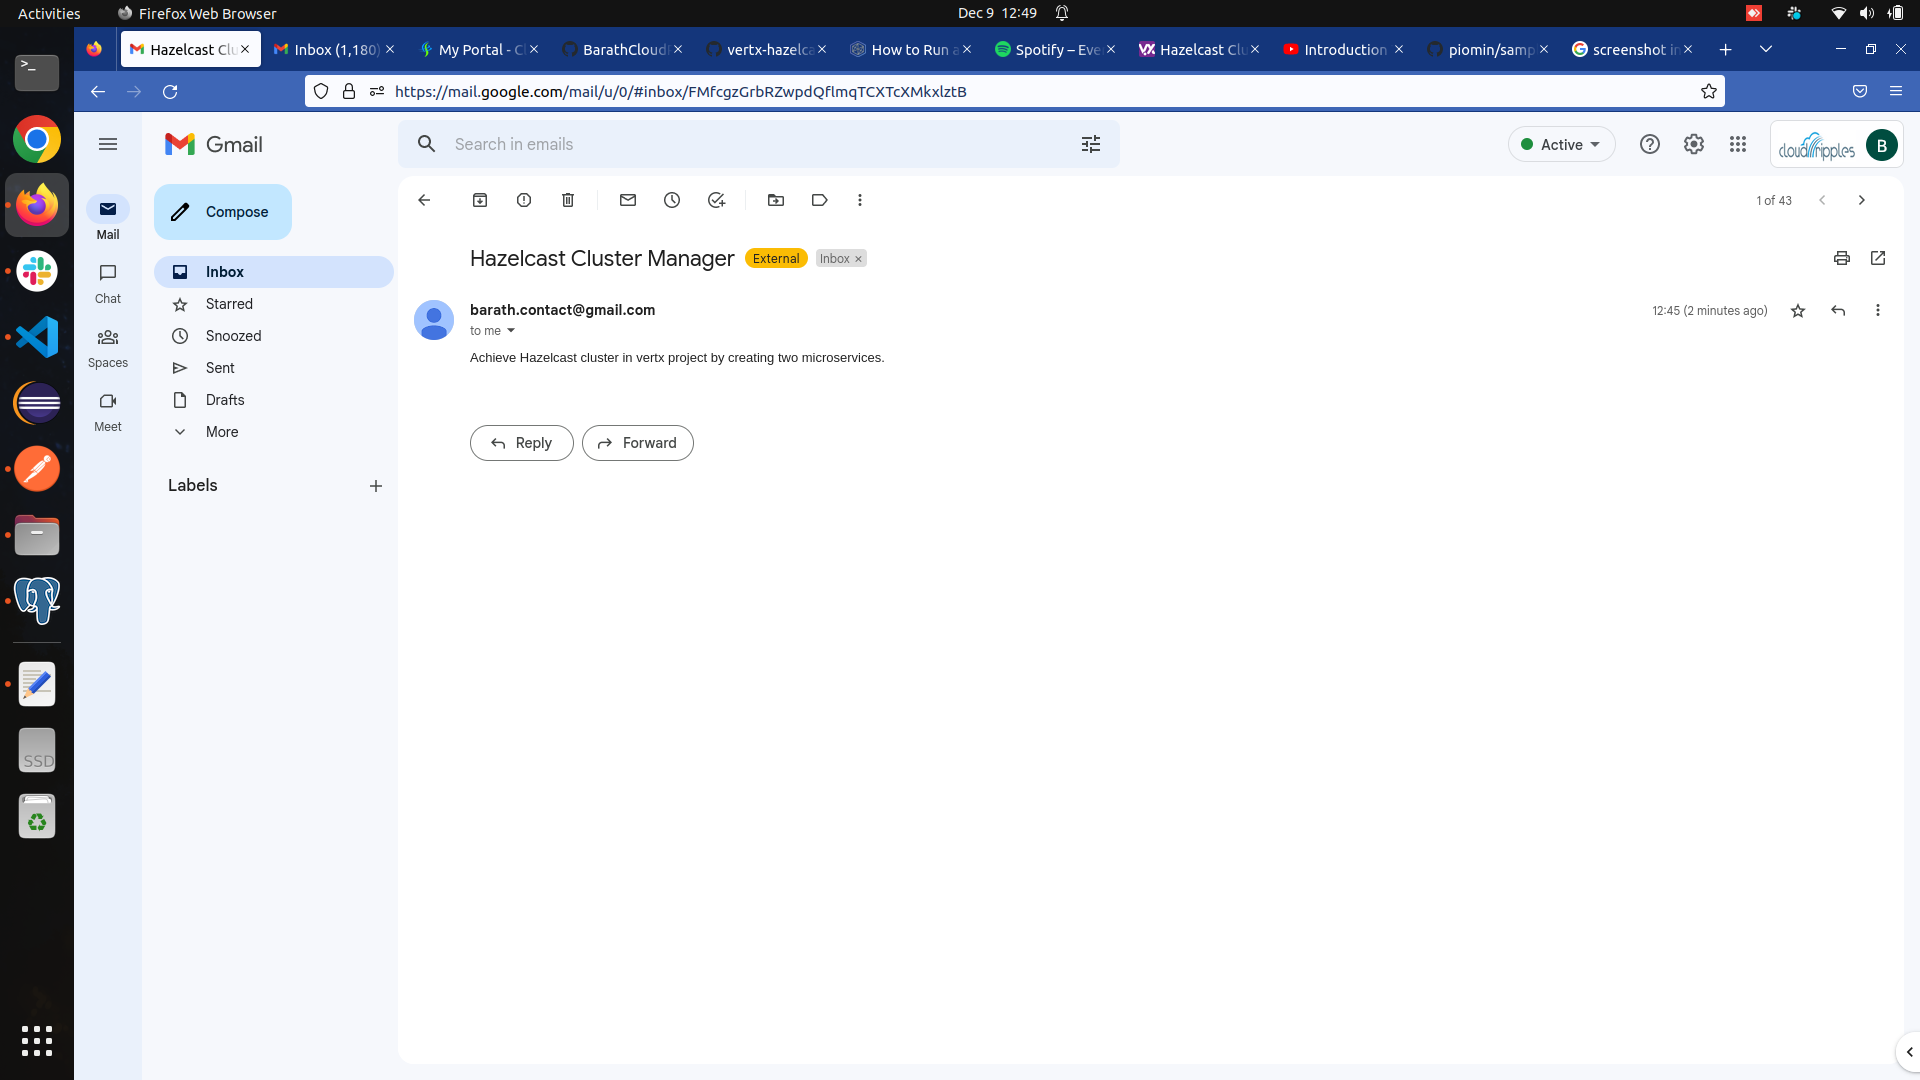 Activities
Firefox Web Browser
Dec 9 12:49
Hazelcast Clu
Inbox (1,180)
My Portal - C
BarathCloud
vertx-hazelca
How to Run a
Spotify – Eve
Hazelcast Clu
Introduction
piomin/samp
screenshot in
https://mail.google.com/mail/u/0/#inbox/FMfcgzGrbRZwpdQflmqTCXTcXMkxlztB
Gmail
Search in emails
Active
cloudripples
B
Mail
Chat
Spaces
Meet
Compose
Inbox
Starred
Snoozed
Sent
Drafts
More
Labels
1 of 43
Hazelcast Cluster Manager External Inbox ×
barath.contact@gmail.com
12:45 (2 minutes ago)
to me
Achieve Hazelcast cluster in vertx project by creating two microservices.
Reply
Forward
>_
SSD